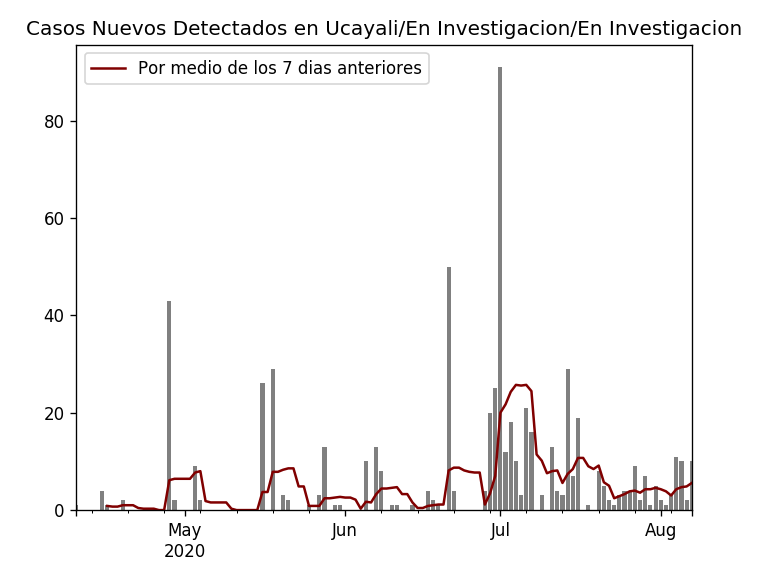 Casos Nuevos Detectados en Ucayali/En Investigacion/En Investigacion
Por medio de los 7 dias anteriores
80
60
40
20
0
May
2020
Jun
Jul
Aug